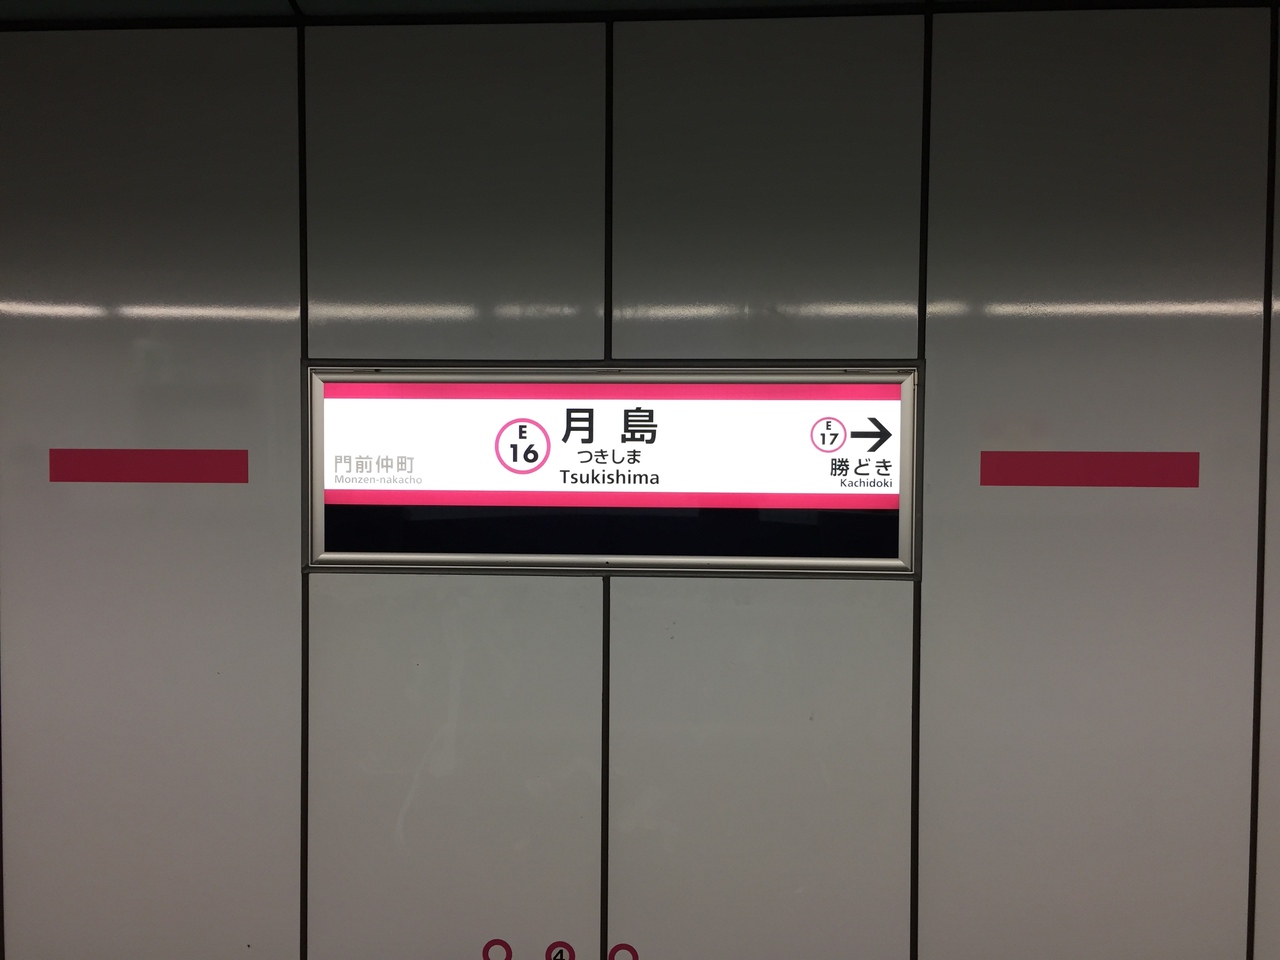 門前仲町
Monzen-nakacho
E
16
月島
つきしま
Tsukishima
E
17
→
勝どき
Kachidoki
4